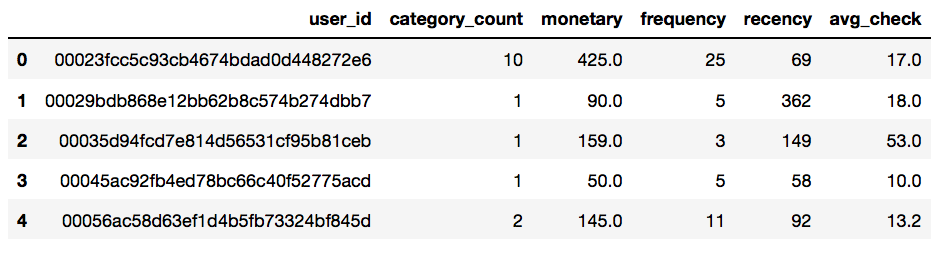 user_id category_count monetary frequency recency avg_check
0 00023fcc5c93cb4674bdad0d448272e6 10 425.0 25 69 17.0
1 00029bdb868e12bb62b8c574b274dbb7 1 90.0 5 362 18.0
2 00035d94fcd7e814d56531cf95b81ceb 1 159.0 3 149 53.0
3 00045ac92fb4ed78bc66c40f52775acd 1 50.0 5 58 10.0
4 00056ac58d63ef1d4b5fb73324bf845d 2 145.0 11 92 13.2